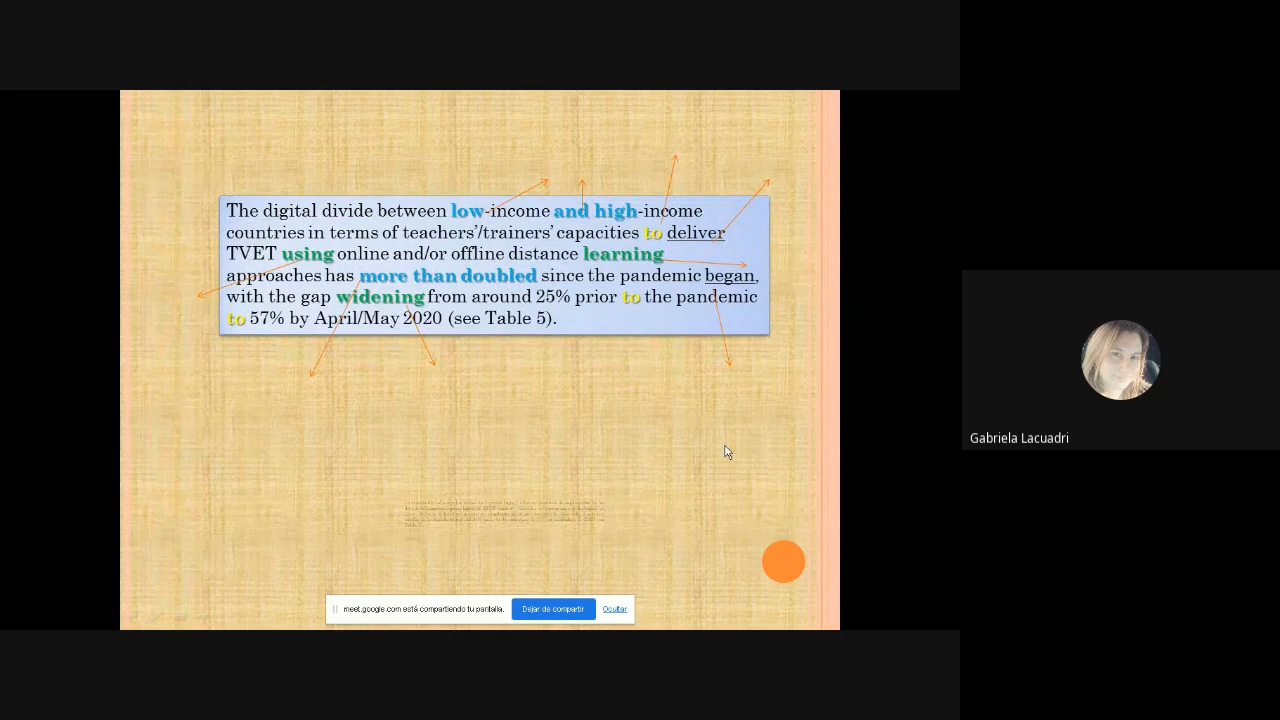 The digital divide between low-income and high-income
countries in terms of teachers'/trainers' capacities to deliver
TVET using online and/or offline distance learning
approaches has more than doubled since the pandemic began,
with the gap widening from around 25% prior to the pandemic
to 57% by April/May 2020 (see Table 5).
Gabriela Lacuadri
meet.google.com está compartiendo tu pantalla.
Dejar de compartir
Ocultar